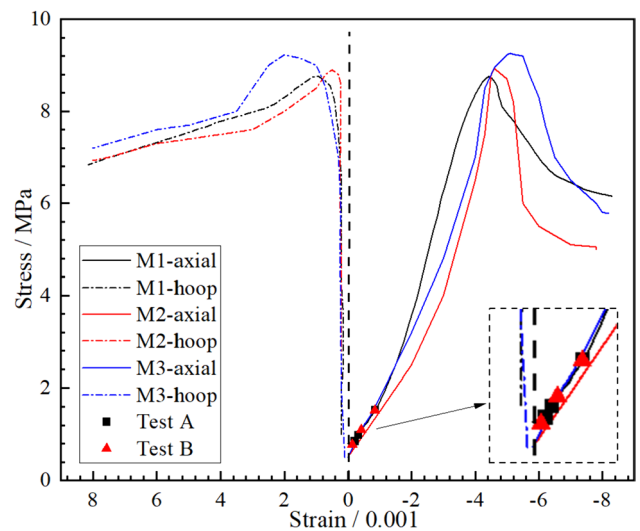 10
8
6
4
2
0
Stress / MPa
M1-axial
M1-hoop
M2-axial
M2-hoop
M3-axial
M3-hoop
Test A
Test B
8 6 4 2 0 -2 -4 -6 -8
Strain / 0.001